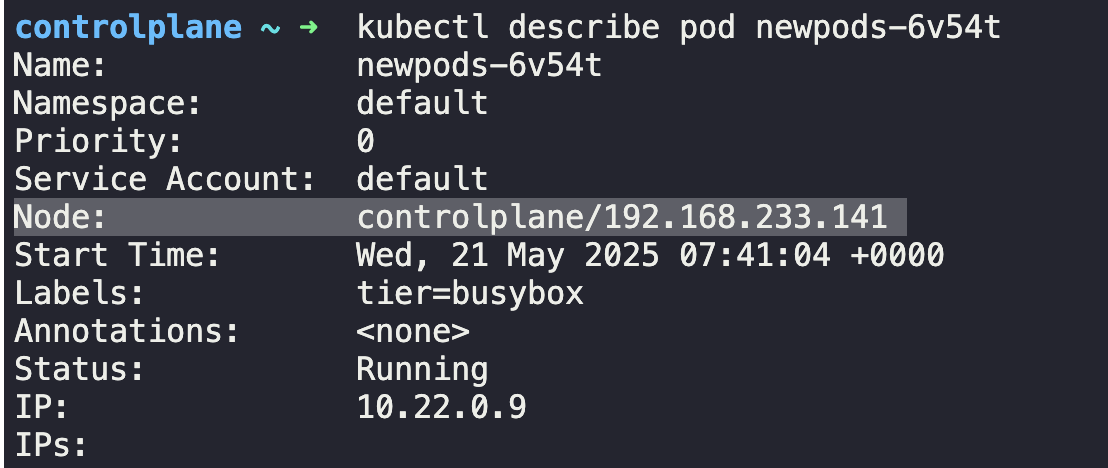 controlplane ~ ➜  kubectl describe pod newpods-6v54t
Name:             newpods-6v54t
Namespace:        default
Priority:         0
Service Account:  default
Node:             controlplane/192.168.233.141
Start Time:       Wed, 21 May 2025 07:41:04 +0000
Labels:           tier=busybox
Annotations:      <none>
Status:           Running
IP:               10.22.0.9
IPs: